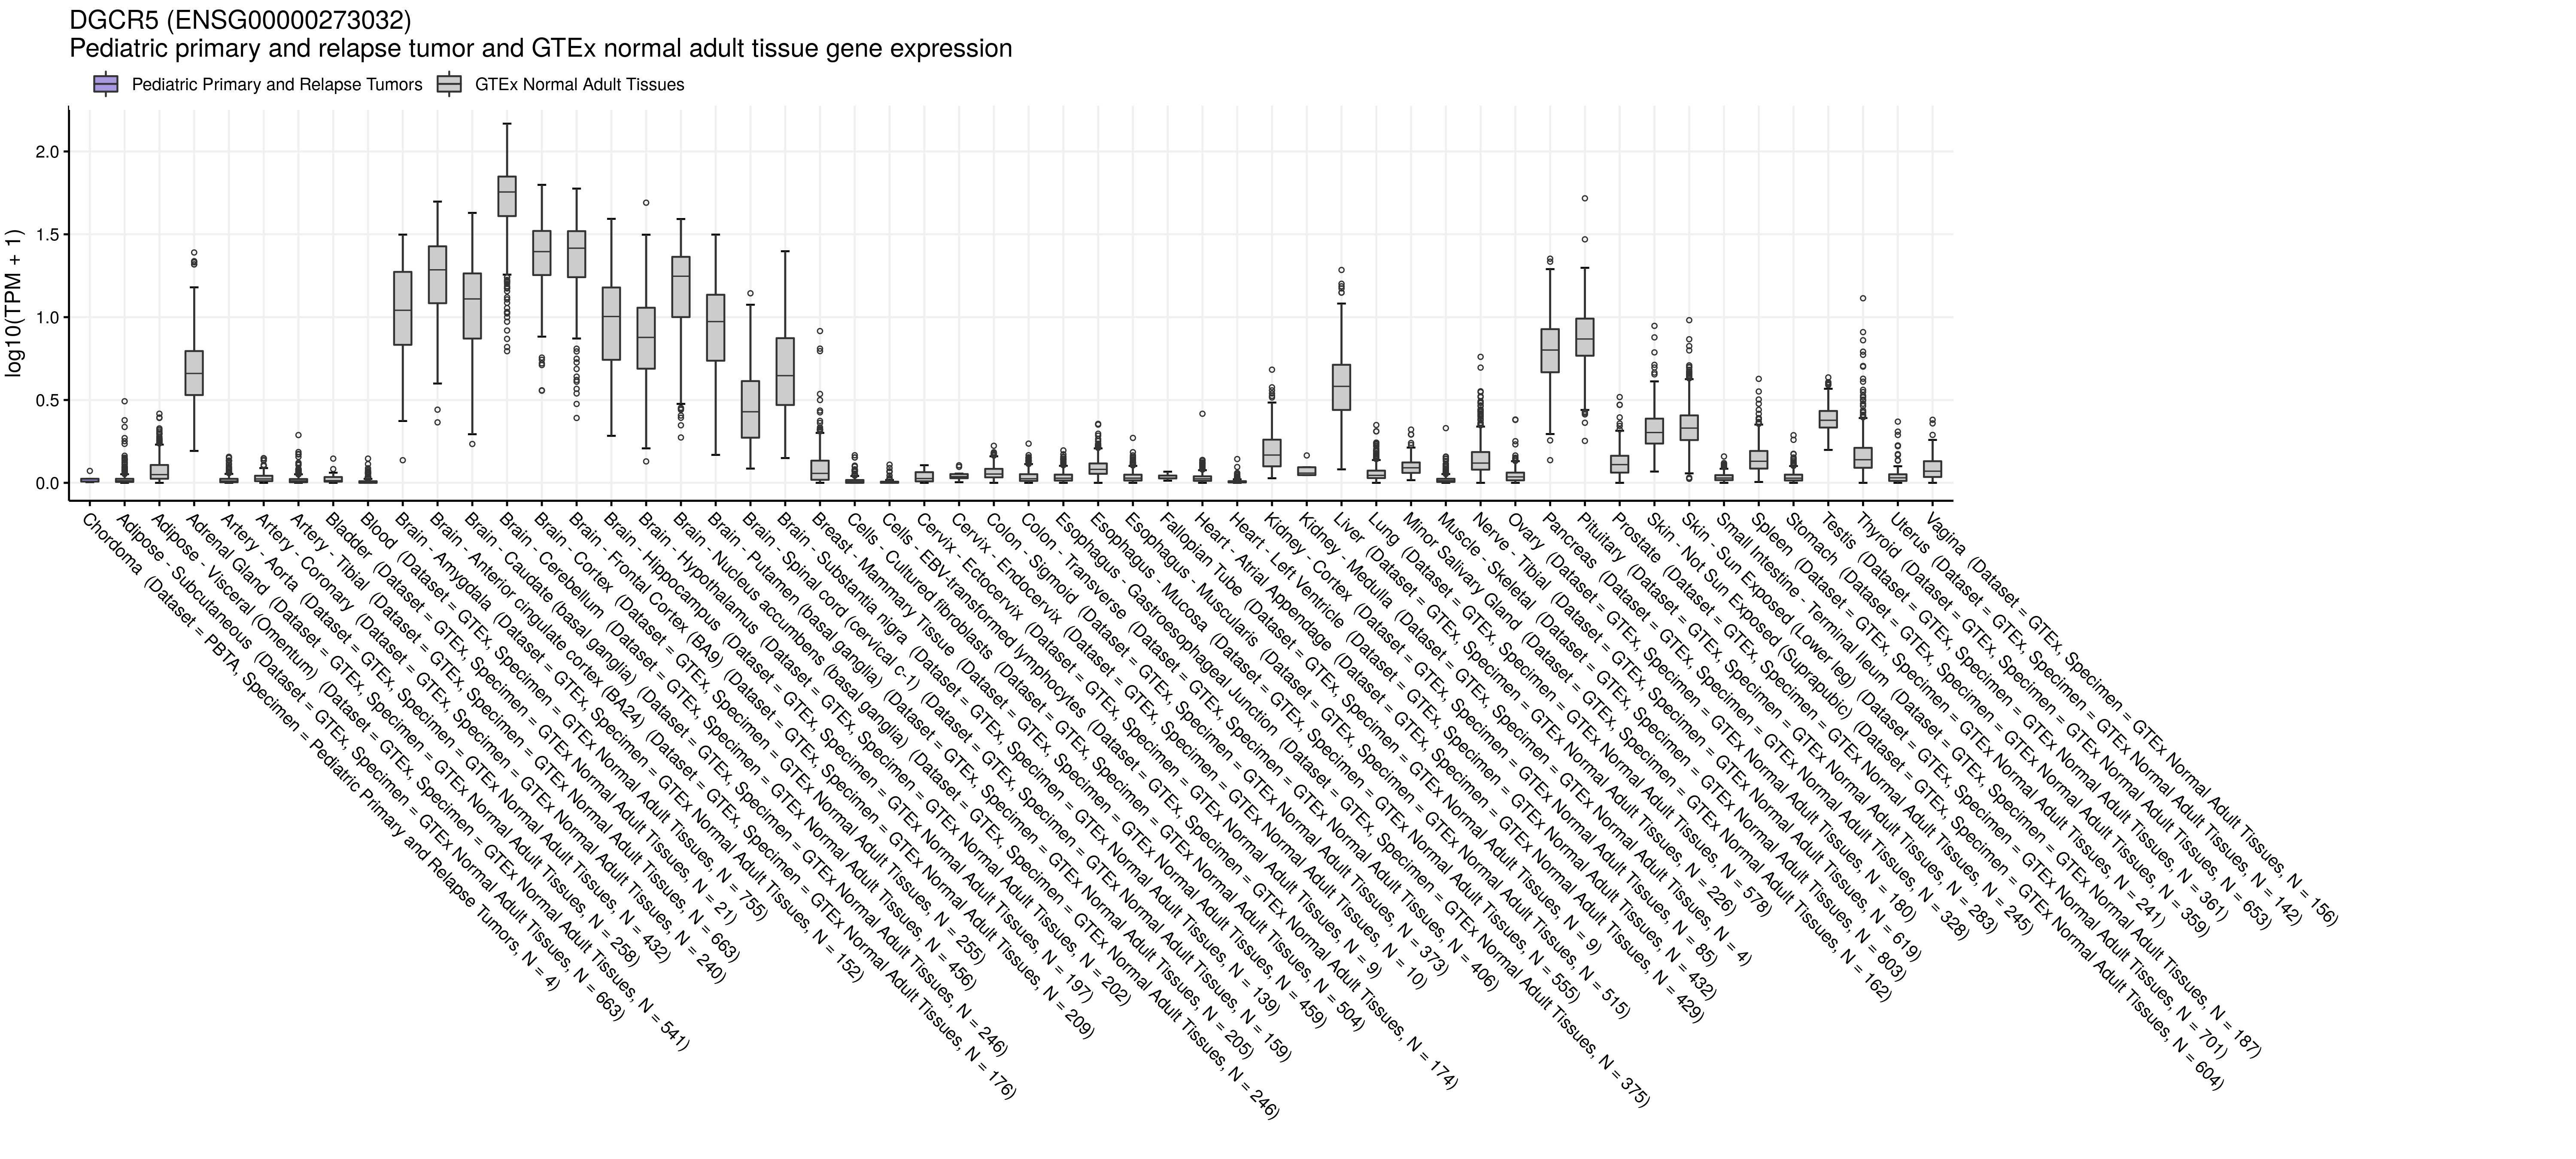 DGCR5 (ENSG00000273032)
Pediatric primary and relapse tumor and GTEx normal adult tissue gene expression
Pediatric Primary and Relapse Tumors
GTEx Normal Adult Tissues
log10(TPM + 1)
2.0
1.5
1.0
0.5
0.0
Chordoma (Dataset = PBTA, Specimen = Pediatric Primary and Relapse Tumors, N = 4)
Adipose - Subcutaneous (Dataset = GTEx, Specimen = GTEx Normal Adult Tissues, N = 663)
Adipose - Visceral (Omentum) (Dataset = GTEx, Specimen = GTEx Normal Adult Tissues, N = 541)
Adrenal Gland (Dataset = GTEx, Specimen = GTEx Normal Adult Tissues, N = 258)
Artery - Aorta (Dataset = GTEx, Specimen = GTEx Normal Adult Tissues, N = 432)
Artery - Coronary (Dataset = GTEx, Specimen = GTEx Normal Adult Tissues, N = 240)
Artery - Tibial (Dataset = GTEx, Specimen = GTEx Normal Adult Tissues, N = 663)
Bladder (Dataset = GTEx, Specimen = GTEx Normal Adult Tissues, N = 21)
Blood (Dataset = GTEx, Specimen = GTEx Normal Adult Tissues, N = 755)
Brain - Amygdala (Dataset = GTEx, Specimen = GTEx Normal Adult Tissues, N = 152)
Brain - Anterior cingulate cortex (BA24) (Dataset = GTEx, Specimen = GTEx Normal Adult Tissues, N = 176)
Brain - Caudate (basal ganglia) (Dataset = GTEx, Specimen = GTEx Normal Adult Tissues, N = 246)
Brain - Cerebellum (Dataset = GTEx, Specimen = GTEx Normal Adult Tissues, N = 456)
Brain - Cortex (Dataset = GTEx, Specimen = GTEx Normal Adult Tissues, N = 255)
Brain - Frontal Cortex (BA9) (Dataset = GTEx, Specimen = GTEx Normal Adult Tissues, N = 209)
Brain - Hippocampus (Dataset = GTEx, Specimen = GTEx Normal Adult Tissues, N = 197)
Brain - Hypothalamus (Dataset = GTEx, Specimen = GTEx Normal Adult Tissues, N = 202)
Brain - Nucleus accumbens (basal ganglia) (Dataset = GTEx, Specimen = GTEx Normal Adult Tissues, N = 246)
Brain - Putamen (basal ganglia) (Dataset = GTEx, Specimen = GTEx Normal Adult Tissues, N = 205)
Brain - Spinal cord (cervical c-1) (Dataset = GTEx, Specimen = GTEx Normal Adult Tissues, N = 159)
Brain - Substantia nigra (Dataset = GTEx, Specimen = GTEx Normal Adult Tissues, N = 139)
Breast - Mammary Tissue (Dataset = GTEx, Specimen = GTEx Normal Adult Tissues, N = 459)
Cells - Cultured fibroblasts (Dataset = GTEx, Specimen = GTEx Normal Adult Tissues, N = 504)
Cells - EBV-transformed lymphocytes (Dataset = GTEx, Specimen = GTEx Normal Adult Tissues, N = 174)
Cervix - Ectocervix (Dataset = GTEx, Specimen = GTEx Normal Adult Tissues, N = 9)
Cervix - Endocervix (Dataset = GTEx, Specimen = GTEx Normal Adult Tissues, N = 10)
Colon - Sigmoid (Dataset = GTEx, Specimen = GTEx Normal Adult Tissues, N = 373)
Colon - Transverse (Dataset = GTEx, Specimen = GTEx Normal Adult Tissues, N = 406)
Esophagus - Gastroesophageal Junction (Dataset = GTEx, Specimen = GTEx Normal Adult Tissues, N = 375)
Esophagus - Mucosa (Dataset = GTEx, Specimen = GTEx Normal Adult Tissues, N = 555)
Esophagus - Muscularis (Dataset = GTEx, Specimen = GTEx Normal Adult Tissues, N = 515)
Fallopian Tube (Dataset = GTEx, Specimen = GTEx Normal Adult Tissues, N = 9)
Heart - Atrial Appendage (Dataset = GTEx, Specimen = GTEx Normal Adult Tissues, N = 429)
Heart - Left Ventricle (Dataset = GTEx, Specimen = GTEx Normal Adult Tissues, N = 432)
Kidney - Cortex (Dataset = GTEx, Specimen = GTEx Normal Adult Tissues, N = 85)
Kidney - Medulla (Dataset = GTEx, Specimen = GTEx Normal Adult Tissues, N = 4)
Liver (Dataset = GTEx, Specimen = GTEx Normal Adult Tissues, N = 226)
Lung (Dataset = GTEx, Specimen = GTEx Normal Adult Tissues, N = 578)
Minor Salivary Gland (Dataset = GTEx, Specimen = GTEx Normal Adult Tissues, N = 162)
Muscle - Skeletal (Dataset = GTEx, Specimen = GTEx Normal Adult Tissues, N = 803)
Nerve - Tibial (Dataset = GTEx, Specimen = GTEx Normal Adult Tissues, N = 619)
Ovary (Dataset = GTEx, Specimen = GTEx Normal Adult Tissues, N = 180)
Pancreas (Dataset = GTEx, Specimen = GTEx Normal Adult Tissues, N = 328)
Pituitary (Dataset = GTEx, Specimen = GTEx Normal Adult Tissues, N = 283)
Prostate (Dataset = GTEx, Specimen = GTEx Normal Adult Tissues, N = 245)
Skin - Not Sun Exposed (Suprapubic) (Dataset = GTEx, Specimen = GTEx Normal Adult Tissues, N = 604)
Skin - Sun Exposed (Lower leg) (Dataset = GTEx, Specimen = GTEx Normal Adult Tissues, N = 701)
Small Intestine - Terminal Ileum (Dataset = GTEx, Specimen = GTEx Normal Adult Tissues, N = 187)
Spleen (Dataset = GTEx, Specimen = GTEx Normal Adult Tissues, N = 241)
Stomach (Dataset = GTEx, Specimen = GTEx Normal Adult Tissues, N = 359)
Testis (Dataset = GTEx, Specimen = GTEx Normal Adult Tissues, N = 361)
Thyroid (Dataset = GTEx, Specimen = GTEx Normal Adult Tissues, N = 653)
Uterus (Dataset = GTEx, Specimen = GTEx Normal Adult Tissues, N = 142)
Vagina (Dataset = GTEx, Specimen = GTEx Normal Adult Tissues, N = 156)